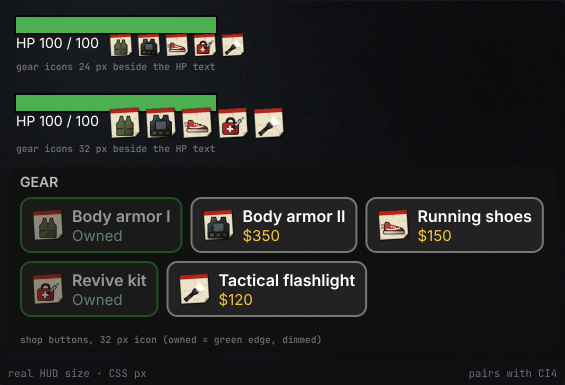 HP 100 / 100
gear icons 24 px beside the HP text
HP 100 / 100
gear icons 32 px beside the HP text
GEAR
Body armor I
Owned
Body armor II
$350
Running shoes
$150
Revive kit
Owned
Tactical flashlight
$120
shop buttons, 32 px icon (owned = green edge, dimmed)
real HUD size · CSS px
pairs with CI4